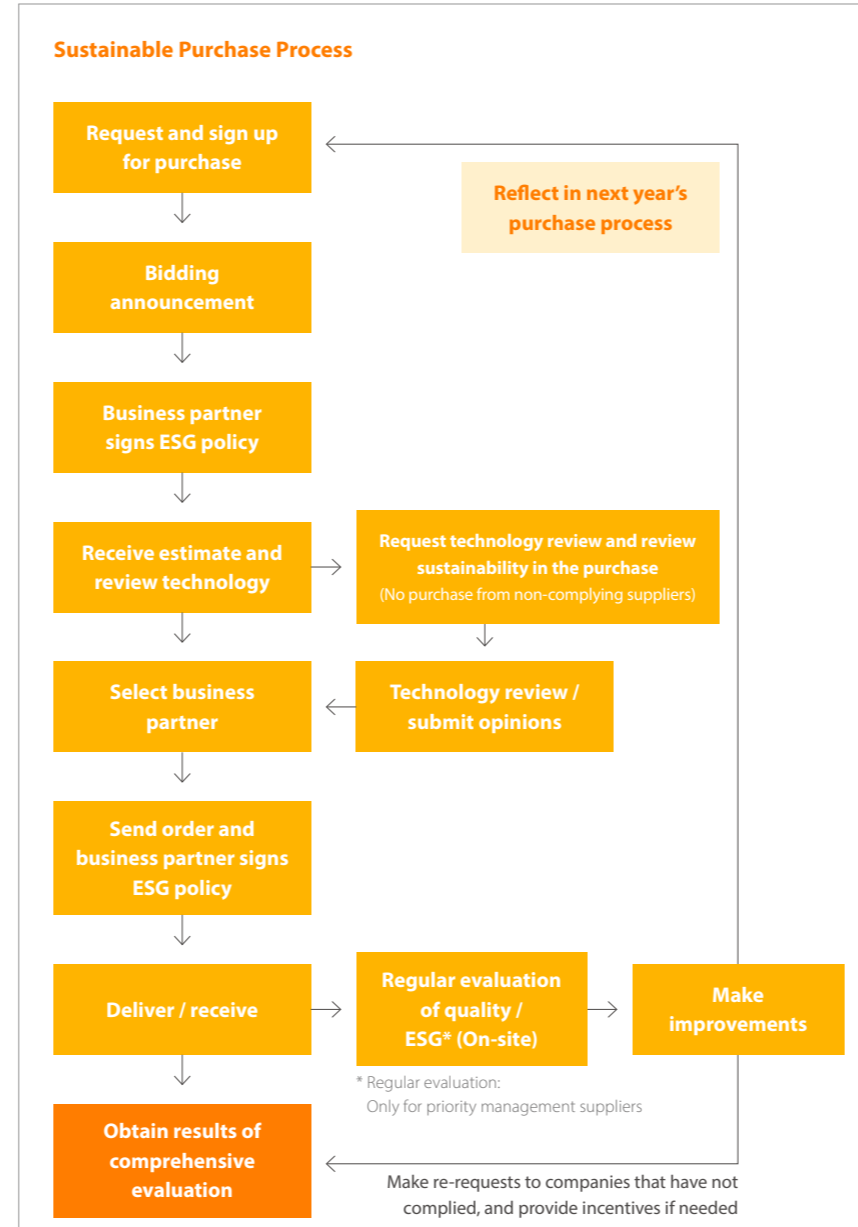 Sustainable Purchase Process
Request and sign up
for purchase
Reflect in next year's
purchase process
Bidding
announcement
Business partner
signs ESG policy
Receive estimate and
review technology
Request technology review and review
sustainability in the purchase
(No purchase from non-complying suppliers)
Select business
partner
Technology review /
submit opinions
Send order and
business partner signs
ESG policy
Deliver / receive
Regular evaluation
of quality /
ESG* (On-site)
Make
improvements
* Regular evaluation:
Only for priority management suppliers
Obtain results of
comprehensive
evaluation
Make re-requests to companies that have not
complied, and provide incentives if needed